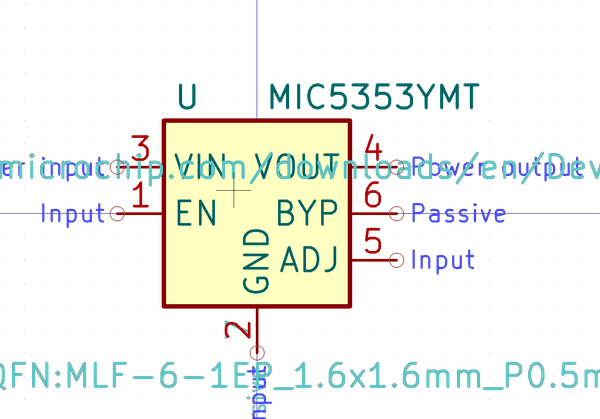 U MIC5353YMT
3 VIN VOUT 4
er input microchip.com/downloads/en/Dev Power output
Input 1 EN BYP 6 Passive
GND ADJ 5 Input
2
QFN:MLF-6-1EP_1.6x1.6mm_P0.5m